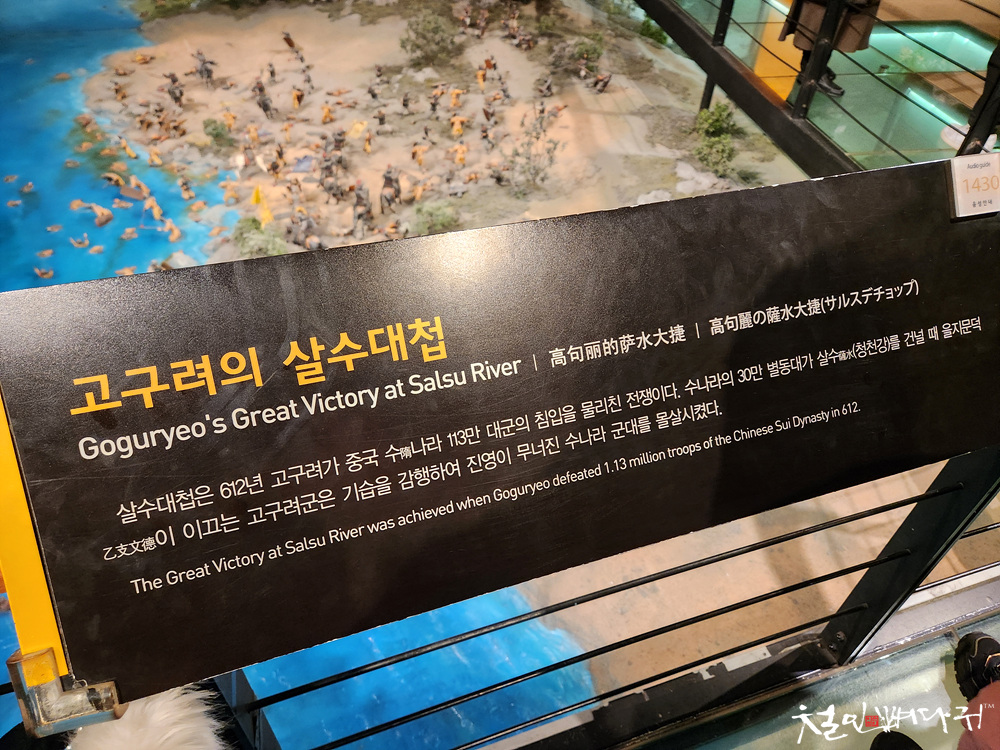 Audio guide
1430
음성안내
고구려의 살수대첩
Goguryeo's Great Victory at Salsu River | 高句丽的萨水大捷 | 高句麗の薩水大捷(サルスデチョップ)
살수대첩은 612년 고구려가 중국 수隋나라 113만 대군의 침입을 물리친 전쟁이다. 수나라의 30만 별동대가 살수薩水(청천강)를 건널 때 을지문덕
乙支文德이 이끄는 고구려군은 기습을 감행하여 진영이 무너진 수나라 군대를 몰살시켰다.
The Great Victory at Salsu River was achieved when Goguryeo defeated 1.13 million troops of the Chinese Sui Dynasty in 612.